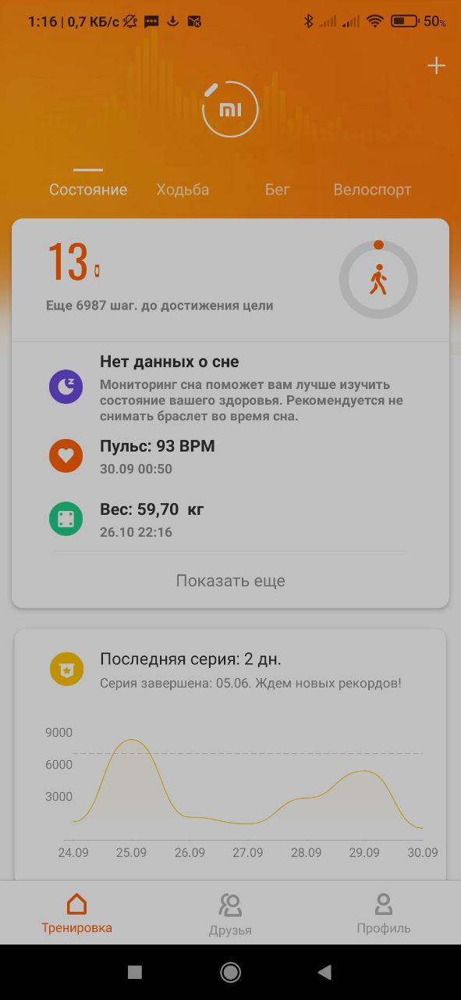 1:16 | 0,7 КБ/с 50%
mi
Состояние Ходьба Бег Велоспорт
13
Еще 6987 шаг. до достижения цели
Нет данных о сне
Мониторинг сна поможет вам лучше изучить
состояние вашего здоровья. Рекомендуется не
снимать браслет во время сна.
Пульс: 93 BPM
30.09 00:50
Вес: 59,70 кг
26.10 22:16
Показать еще
Последняя серия: 2 дн.
Серия завершена: 05.06. Ждем новых рекордов!
9000
6000
3000
24.09 25.09 26.09 27.09 28.09 29.09 30.09
Тренировка Друзья Профиль